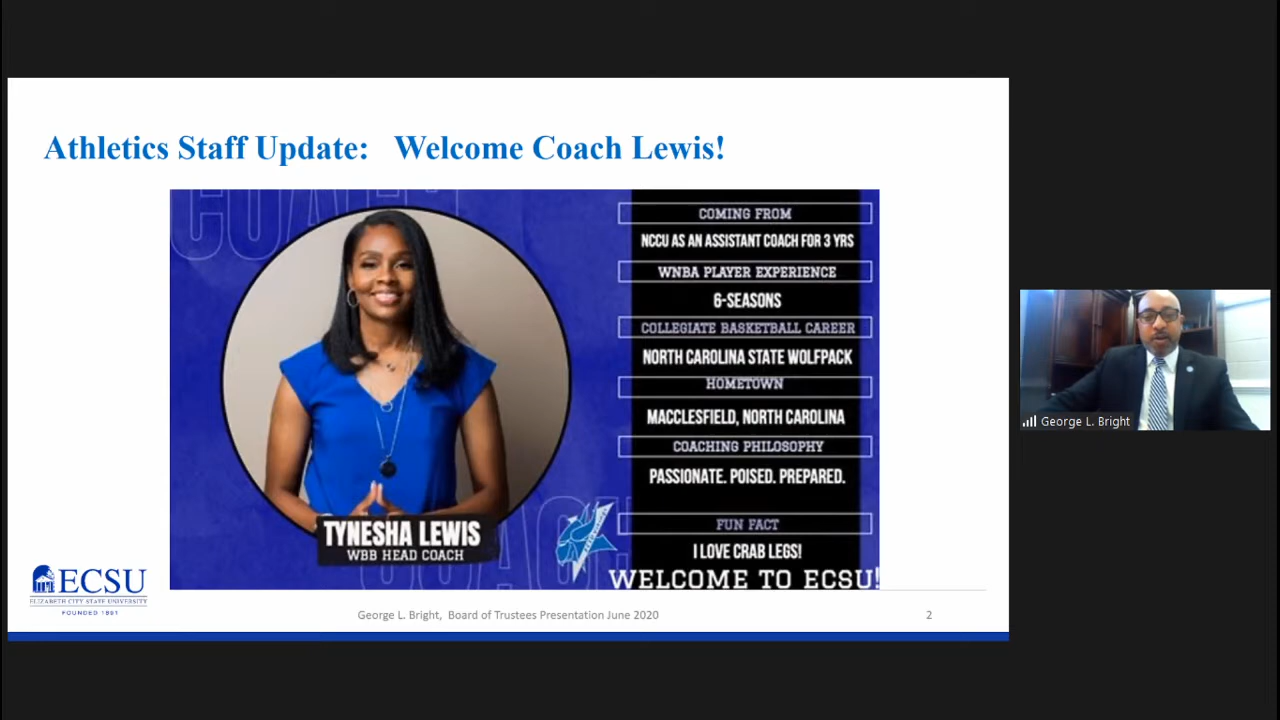 Athletics Staff Update: Welcome Coach Lewis!
COACH
COMING FROM
NCCU AS AN ASSISTANT COACH FOR 3 YRS
WNBA PLAYER EXPERIENCE
6-SEASONS
COLLEGIATE BASKETBALL CAREER
NORTH CAROLINA STATE WOLFPACK
HOMETOWN
MACCLESFIELD, NORTH CAROLINA
COACHING PHILOSOPHY
PASSIONATE. POISED. PREPARED.
FUN FACT
I LOVE CRAB LEGS!
WELCOME TO ECSU!
TYNESHA LEWIS
WBB HEAD COACH
COACH
ECSU
ELIZABETH CITY STATE UNIVERSITY
FOUNDED 1891
George L. Bright, Board of Trustees Presentation June 2020
2
George L. Bright